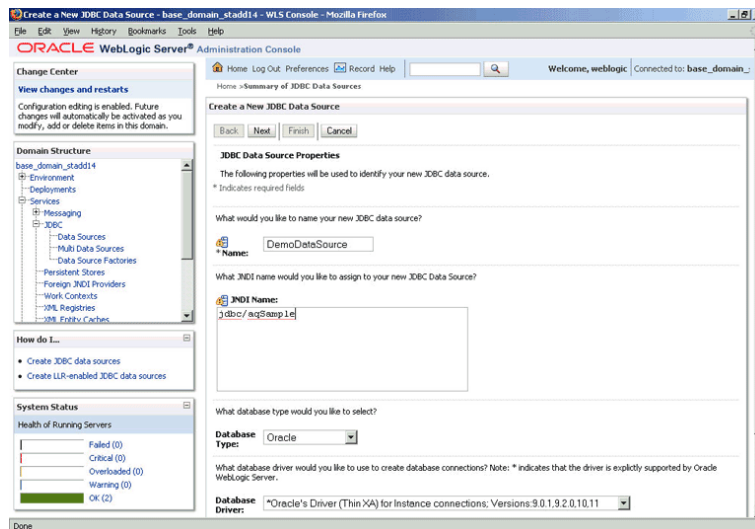 Create a New JDBC Data Source - base_domain_stadd14 - WLS Console - Mozilla Firefox
File Edit View History Bookmarks Tools Help
ORACLE WebLogic Server® Administration Console
Change Center
View changes and restarts
Configuration editing is enabled. Future
changes will automatically be activated as you
modify, add or delete items in this domain.
Domain Structure
base_domain_stadd14
Environment
Deployments
Services
Messaging
JDBC
Data Sources
Multi Data Sources
Data Source Factories
Persistent Stores
Foreign JNDI Providers
Work Contexts
XML Registries
XML Entity Caches
How do I...
Create JDBC data sources
Create LLR-enabled JDBC data sources
System Status
Health of Running Servers
Failed (0)
Critical (0)
Overloaded (0)
Warning (0)
OK (2)
Home Log Out Preferences Record Help
Welcome, weblogic Connected to: base_domain_
Home >Summary of JDBC Data Sources
Create a New JDBC Data Source
Back Next Finish Cancel
JDBC Data Source Properties
The following properties will be used to identify your new JDBC data source.
* Indicates required fields
What would you like to name your new JDBC data source?
* Name: DemoDataSource
What JNDI name would you like to assign to your new JDBC Data Source?
JNDI Name:
jdbc/aqSample
What database type would you like to select?
Database Type: Oracle
What database driver would you like to use to create database connections? Note: * indicates that the driver is explictly supported by Oracle
WebLogic Server.
Database Driver: *Oracle's Driver (Thin XA) for Instance connections; Versions:9.0.1,9.2.0,10,11
Done